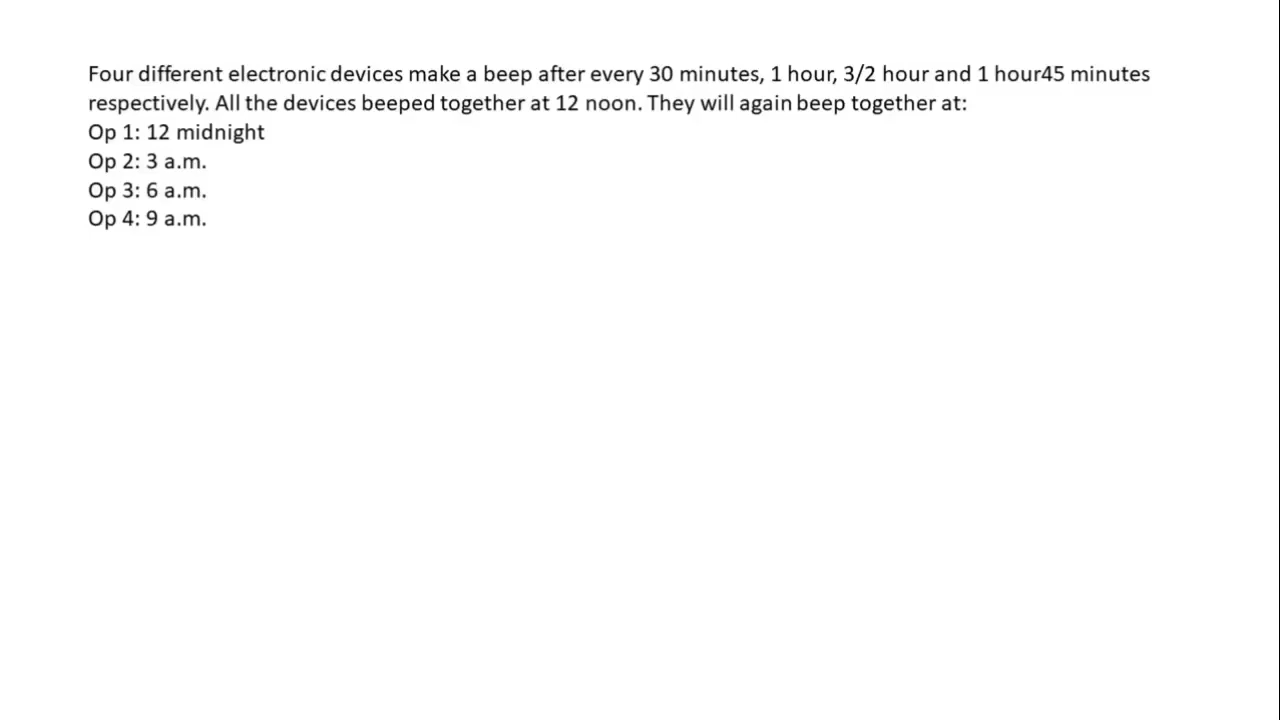 Four different electronic devices make a beep after every 30 minutes, 1 hour, 3/2 hour and 1 hour45 minutes
respectively. All the devices beeped together at 12 noon. They will again beep together at:
Op 1: 12 midnight
Op 2: 3 a.m.
Op 3: 6 a.m.
Op 4: 9 a.m.